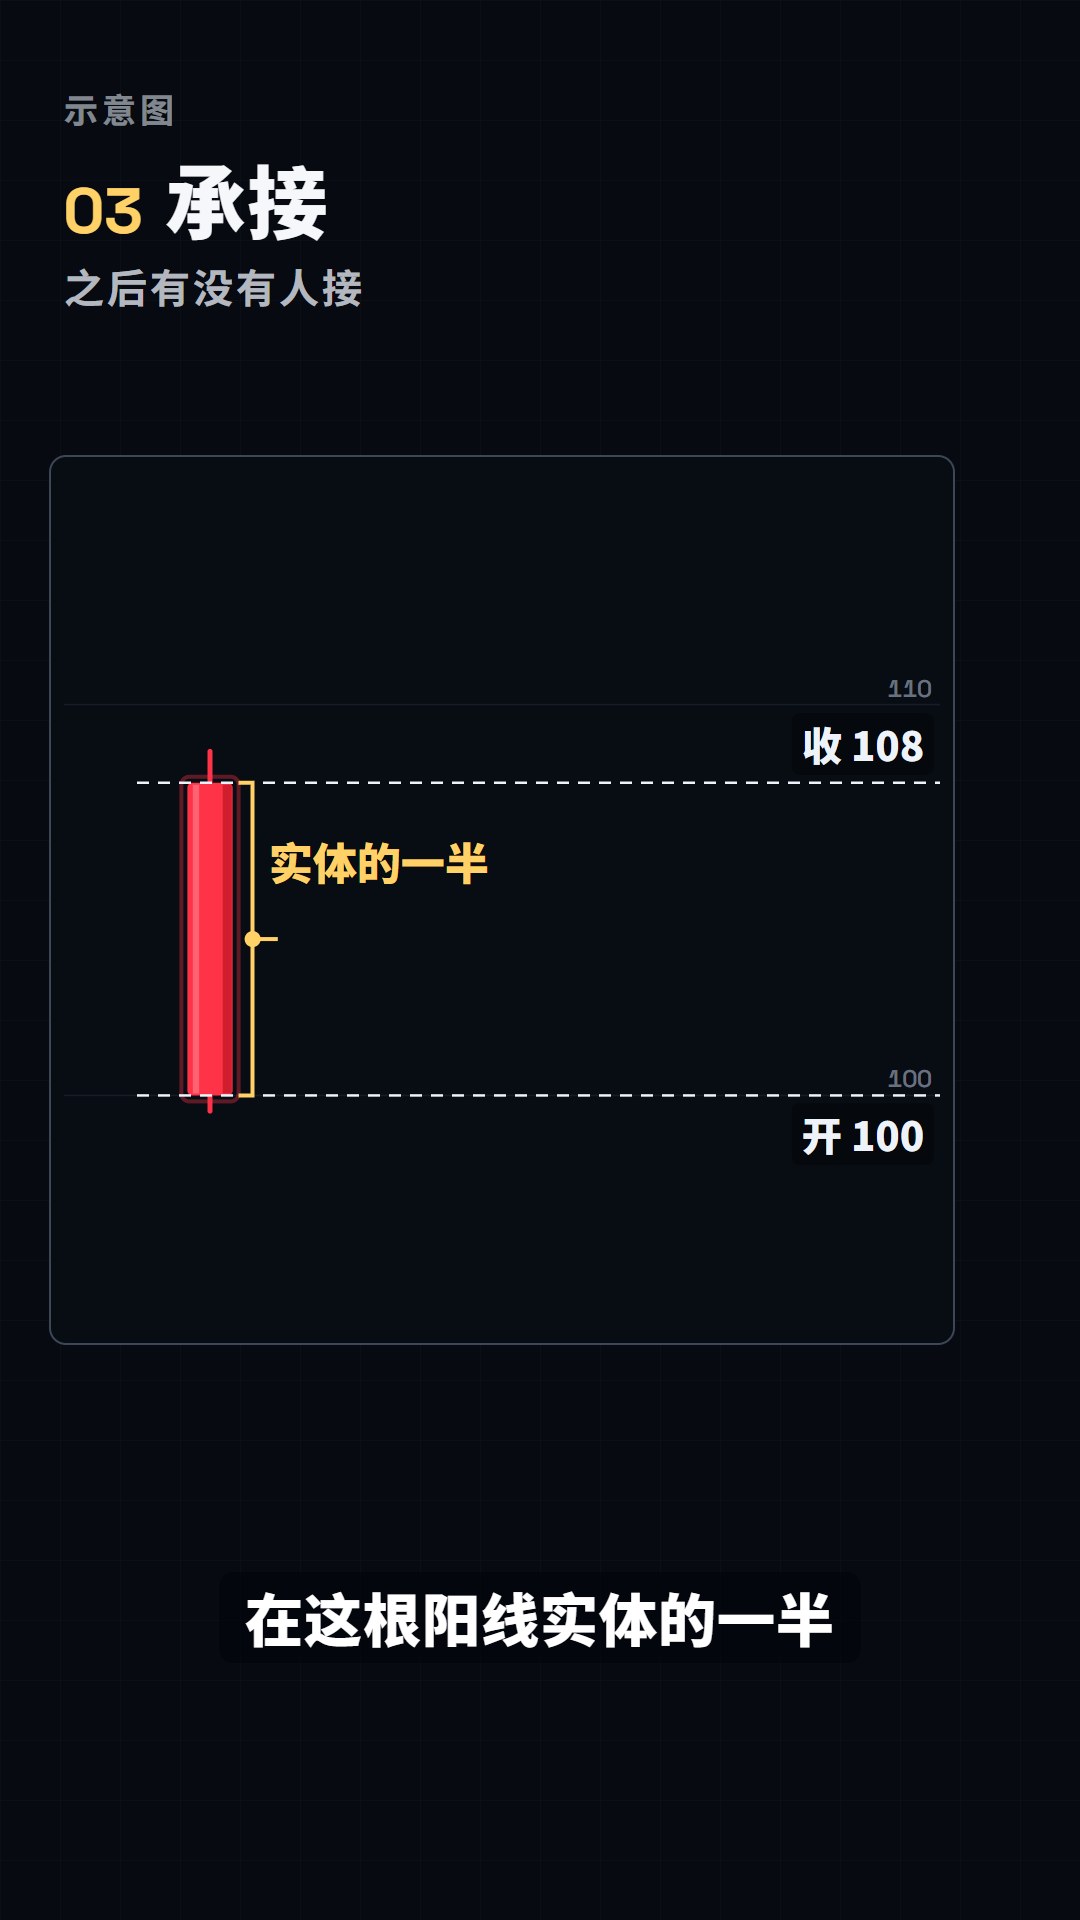 示意图
03 承接
之后有没有人接
110
收 108
实体的一半
100
开 100
在这根阳线实体的一半